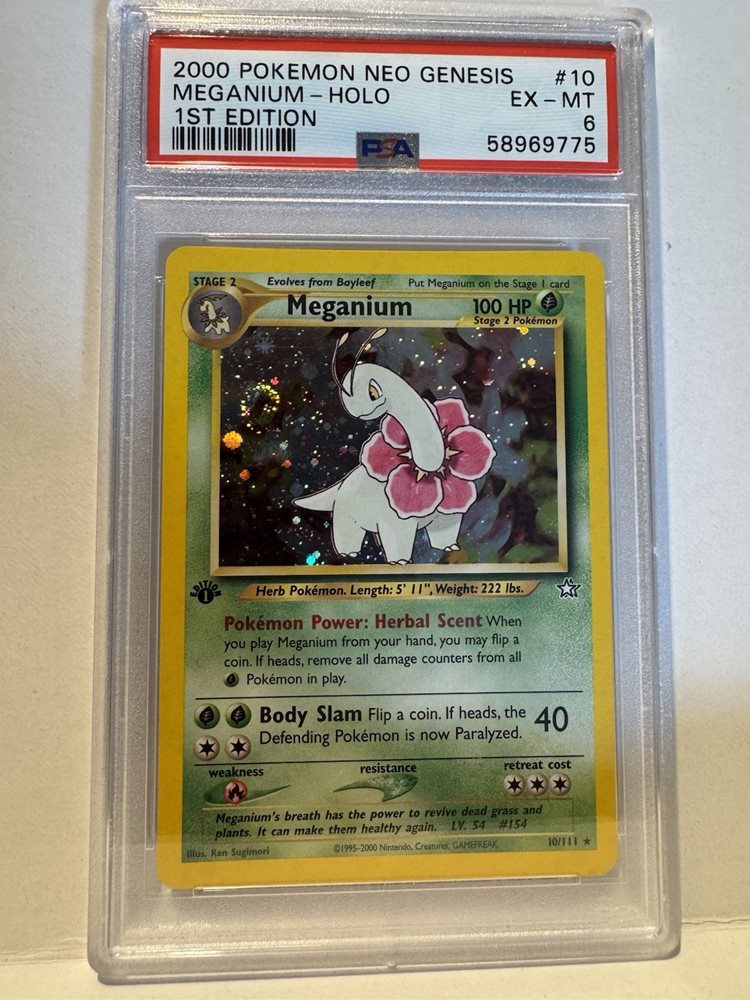 2000 POKEMON NEO GENESIS #10
MEGANIUM - HOLO EX - MT
1ST EDITION 6
PSA 58969775
STAGE 2 Evolves from Bayleef Put Meganium on the Stage 1 card
Meganium 100 HP
Stage 2 Pokémon
EDITION 1
Herb Pokémon. Length: 5' 11", Weight: 222 lbs.
Pokémon Power: Herbal Scent When
you play Meganium from your hand, you may flip a
coin. If heads, remove all damage counters from all
Pokémon in play.
Body Slam Flip a coin. If heads, the 40
Defending Pokémon is now Paralyzed.
weakness resistance retreat cost
Meganium's breath has the power to revive dead grass and
plants. It can make them healthy again. LV. 54 #154
Illus. Ken Sugimori ©1995-2000 Nintendo, Creatures, GAMEFREAK. 10/111 ★